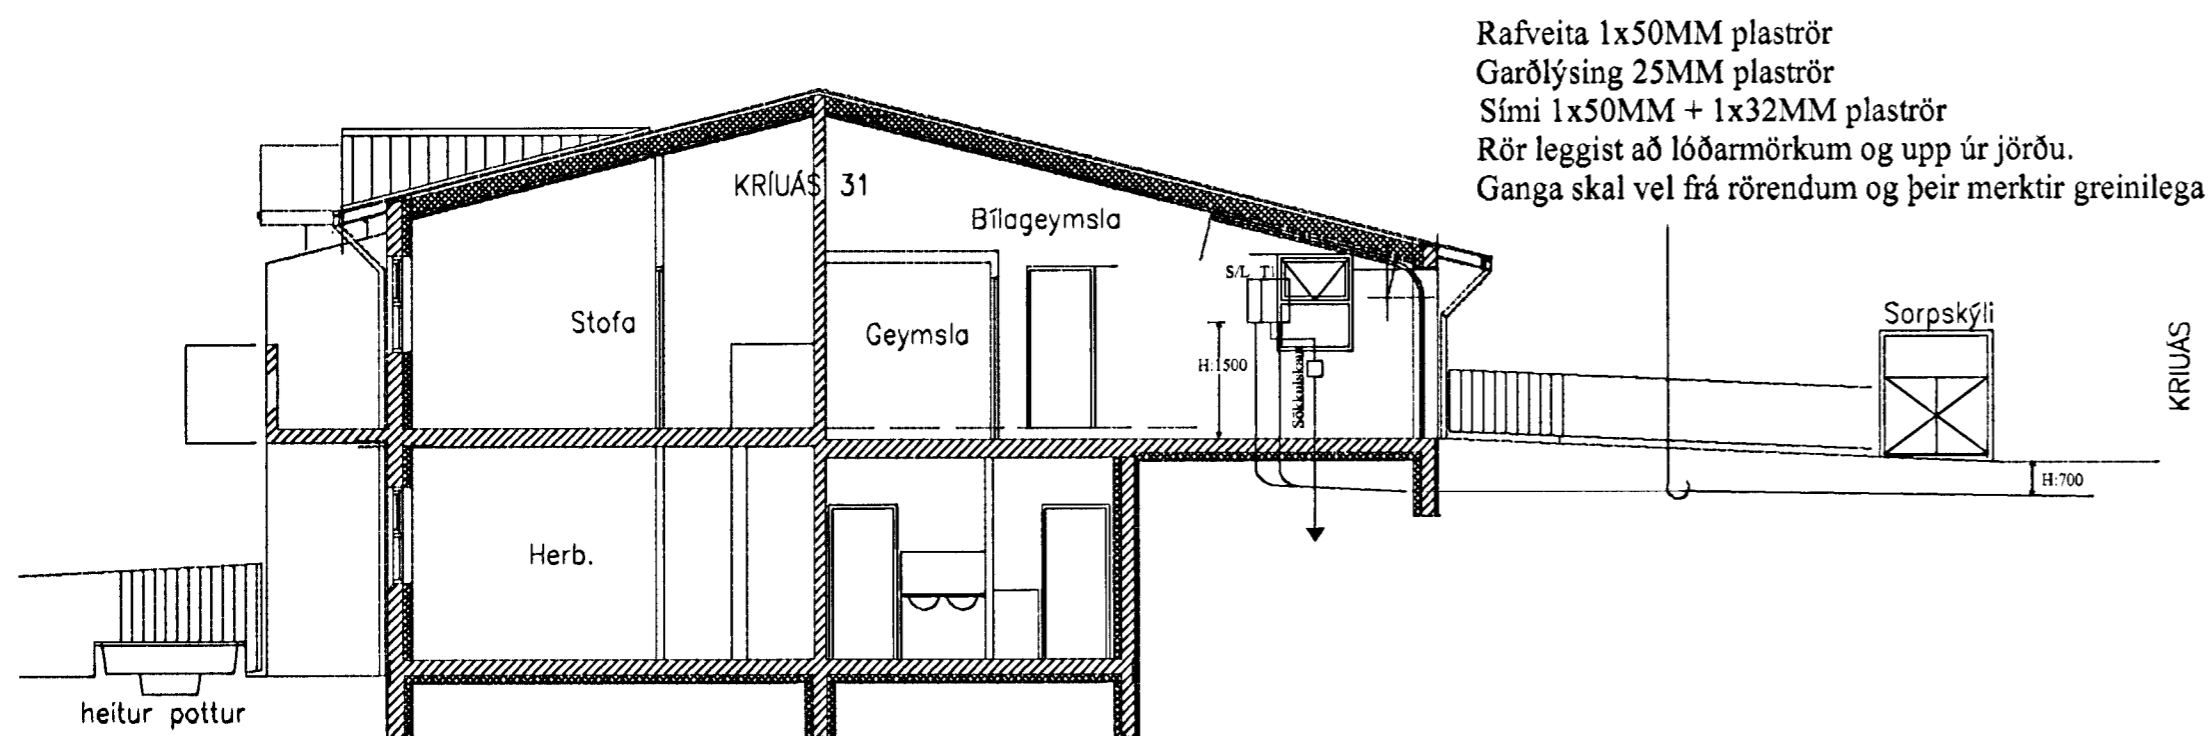 Rafveita 1x50MM plaströr
Garðlýsing 25MM plaströr
Sími 1x50MM + 1x32MM plaströr
Rör leggist að lóðarmörkum og upp úr jörðu.
Ganga skal vel frá rörendum og þeir merktir greinilega
KRÍUÁS 31
Bílageymsla
S/L
Stofa
Geymsla
H:1500
Sökkulskaut
Sorpskýli
KRIUÁS
H:700
Herb.
heitur pottur